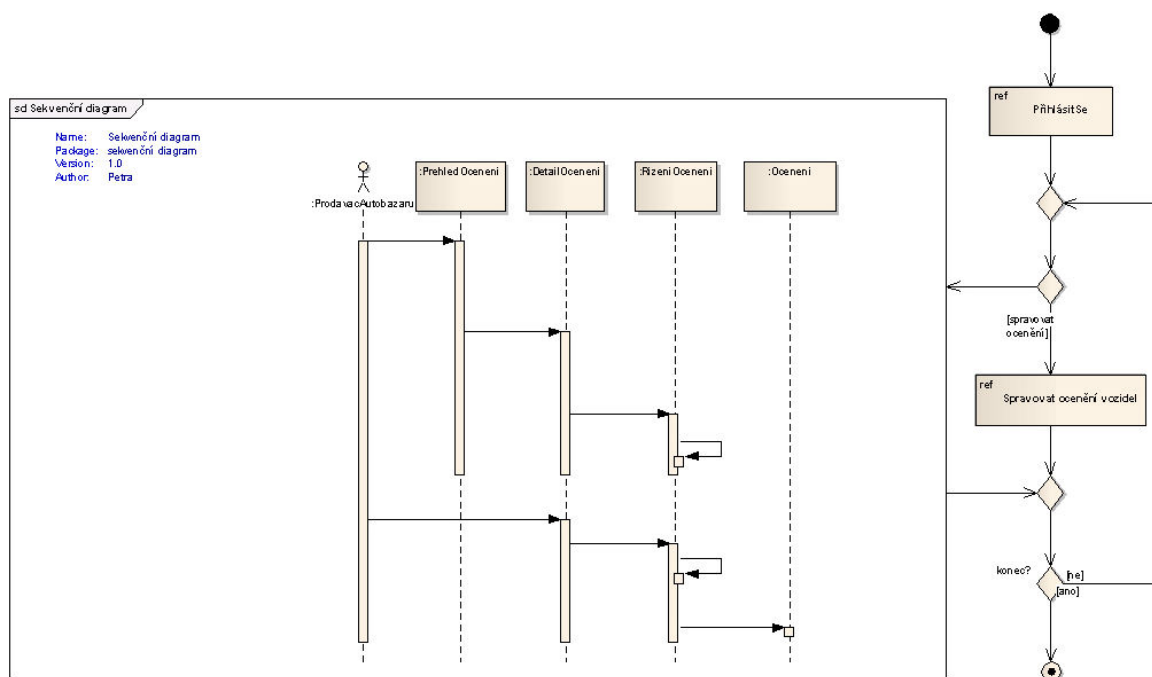 sd Sekvenční diagram
Name: Sekvenční diagram
Package: sekvenční diagram
Version: 1.0
Author: Petra
:ProdavacAutobazaru
:PrehledOceneni
:DetailOceneni
:RizeniOceneni
:Oceneni
ref
PřihlásitSe
[spravovat
ocenění]
ref
Spravovat ocenění vozidel
konec?
[ne]
[ano]